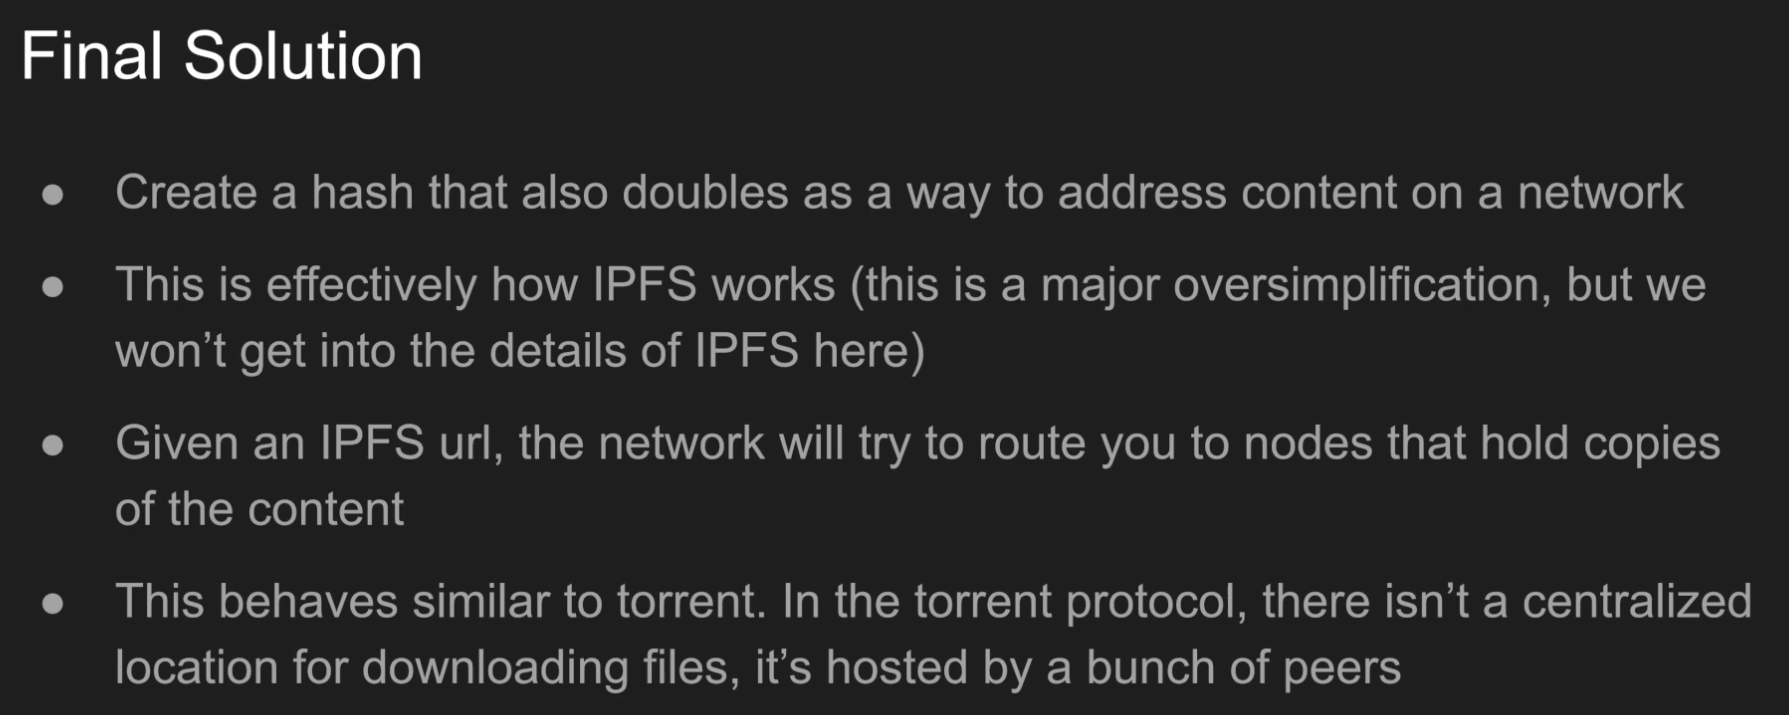 Final Solution
● Create a hash that also doubles as a way to address content on a network
● This is effectively how IPFS works (this is a major oversimplification, but we
won’t get into the details of IPFS here)
● Given an IPFS url, the network will try to route you to nodes that hold copies
of the content
● This behaves similar to torrent. In the torrent protocol, there isn’t a centralized
location for downloading files, it’s hosted by a bunch of peers